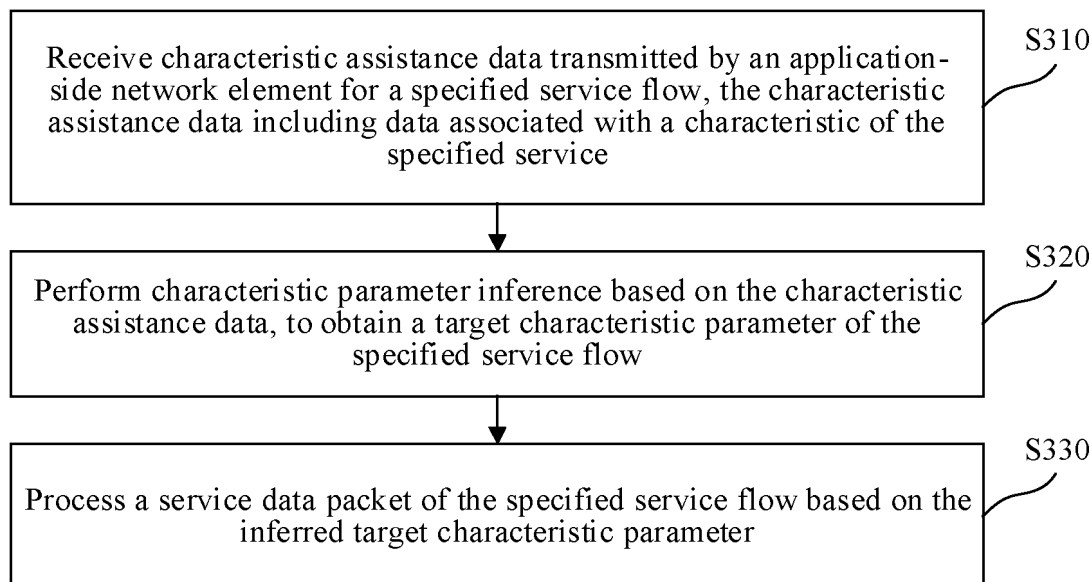 S310
Receive characteristic assistance data transmitted by an application-
side network element for a specified service flow, the characteristic
assistance data including data associated with a characteristic of the
specified service
S320
Perform characteristic parameter inference based on the characteristic
assistance data, to obtain a target characteristic parameter of the
specified service flow
S330
Process a service data packet of the specified service flow based on the
inferred target characteristic parameter